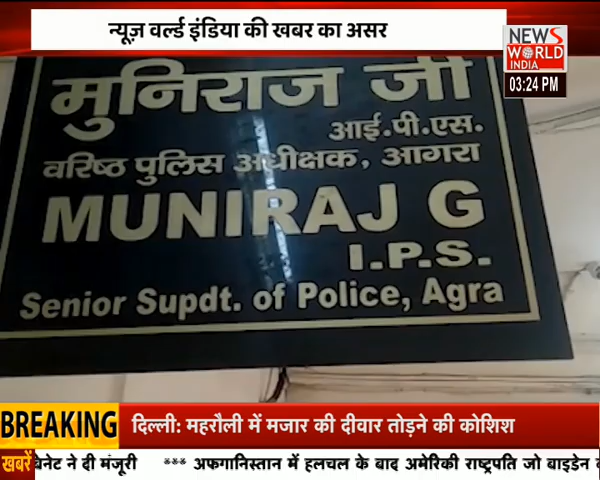 न्यूज़ वर्ल्ड इंडिया की खबर का असर
NEWS
WORLD
INDIA
03:24 PM
मुनिराज जी
आई.पी.एस.
वरिष्ठ पुलिस अधीक्षक, आगरा
MUNIRAJ G
I.P.S.
Senior Supdt. of Police, Agra
BREAKING
दिल्ली: महरौली में मजार की दीवार तोड़ने की कोशिश
खबरें
ने दी मंजूरी *** अफगानिस्तान में हलचल के बाद अमेरिकी राष्ट्रपति जो बाइडेन